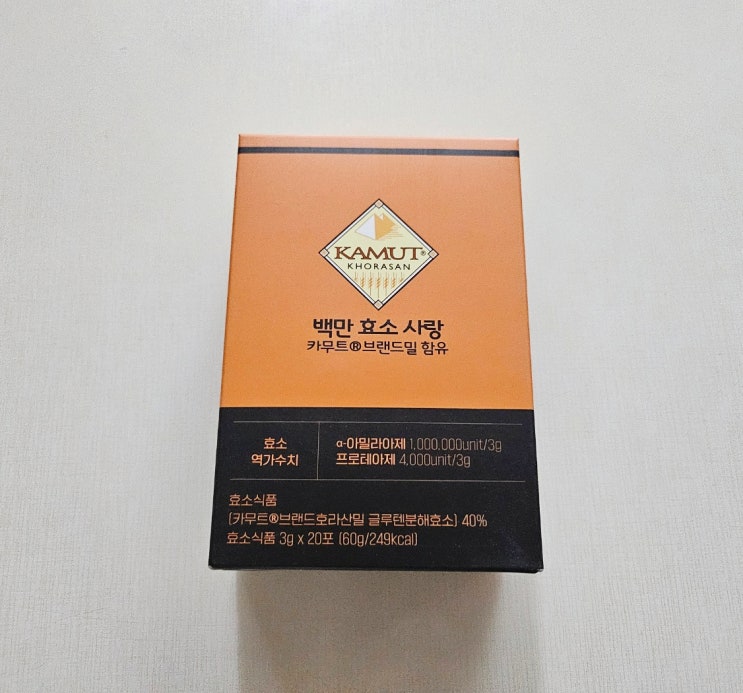 KAMUT®
KHORASAN
백만 효소 사랑
카무트®브랜드밀 함유
효소
역가수치
α-아밀라아제 1,000,000unit/3g
프로테아제 4,000unit/3g
효소식품
(카무트®브랜드호라산밀 글루텐분해효소) 40%
효소식품 3g x 20포 (60g/249kcal)